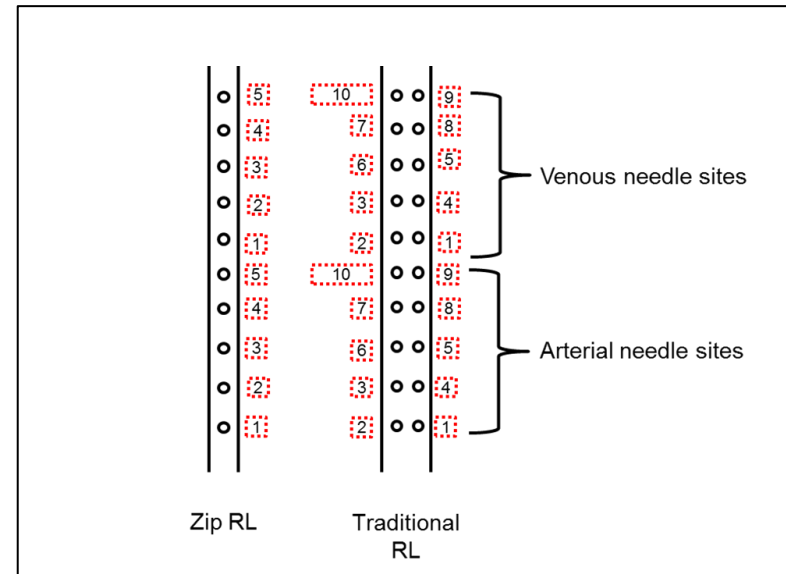 5 10 9
4 7 8
3 6 5
2 3 4
1 2 1
Venous needle sites
5 10 9
4 7 8
3 6 5
2 3 4
1 2 1
Arterial needle sites
Zip RL
Traditional
RL